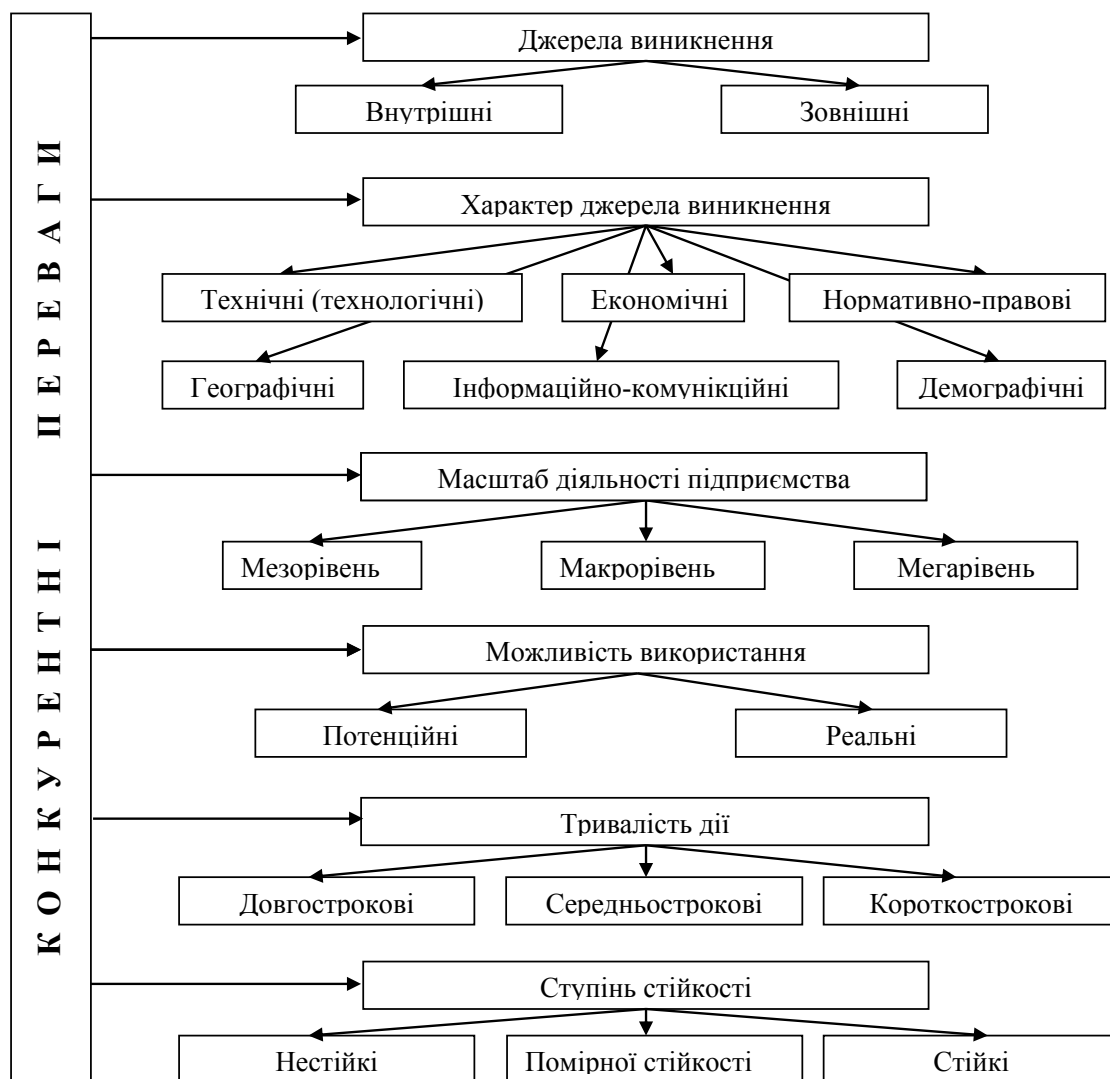 КОНКУРЕНТНІ ПЕРЕВАГИ
Джерела виникнення
Внутрішні
Зовнішні
Характер джерела виникнення
Технічні (технологічні)
Економічні
Нормативно-правові
Географічні
Інформаційно-комунікційні
Демографічні
Масштаб діяльності підприємства
Мезорівень
Макрорівень
Мегарівень
Можливість використання
Потенційні
Реальні
Тривалість дії
Довгострокові
Середньострокові
Короткострокові
Ступінь стійкості
Нестійкі
Помірної стійкості
Стійкі